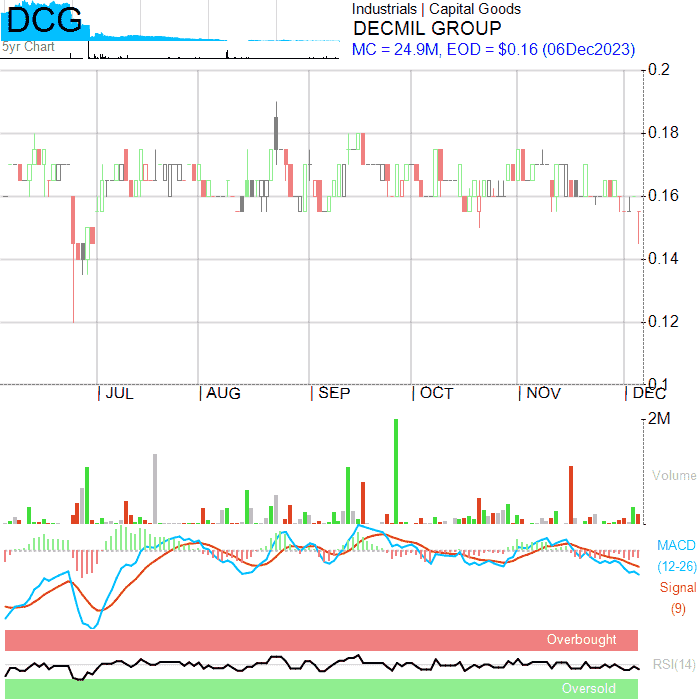 DCG
5yr Chart
Industrials | Capital Goods
DECMIL GROUP
MC = 24.9M, EOD = $0.16 (06Dec2023)
0.2
0.18
0.16
0.14
0.12
0.1
| JUL | AUG | SEP | OCT | NOV | DEC
2M
Volume
MACD
(12-26)
Signal
(9)
Overbought
RSI(14)
Oversold